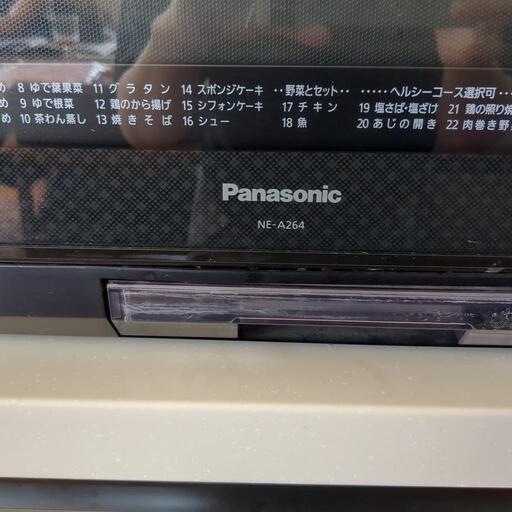 め 8 ゆで葉果菜 11 グラタン 14 スポンジケーキ ‥野菜とセット‥ ‥‥‥ヘルシーコース選択可‥‥
め 9 ゆで根菜 12 鶏のから揚げ 15 シフォンケーキ 17 チキン 19 塩さば・塩ざけ 21 鶏の照り焼
め 10 茶わん蒸し 13 焼きそば 16 シュー 18 魚 20 あじの開き 22 肉巻き野
Panasonic
NE-A264